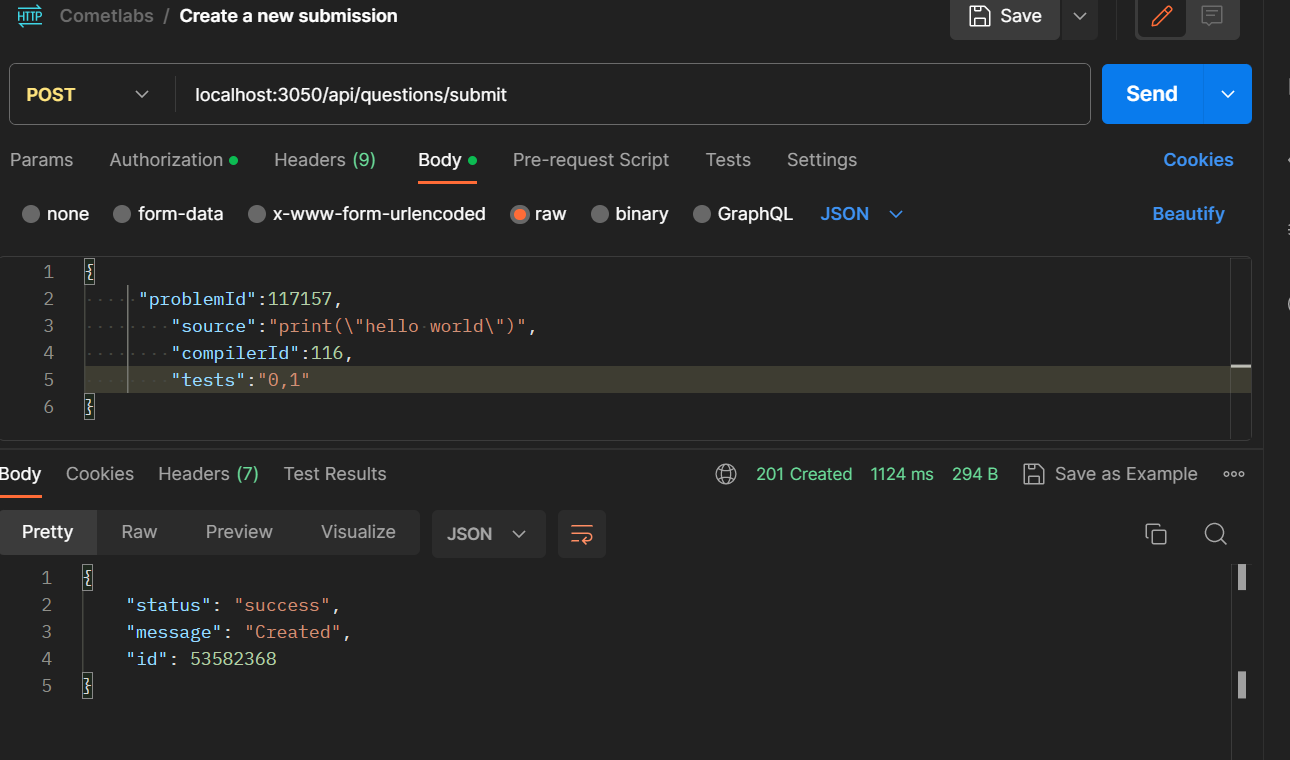 HTTP Cometlabs / Create a new submission Save
POST localhost:3050/api/questions/submit Send
Params Authorization Headers (9) Body Pre-request Script Tests Settings Cookies
none form-data x-www-form-urlencoded raw binary GraphQL JSON Beautify
1 {
2 "problemId":117157,
3 "source":"print(\"hello world\")",
4 "compilerId":116,
5 "tests":"0,1"
6 }
Body Cookies Headers (7) Test Results 201 Created 1124 ms 294 B Save as Example
Pretty Raw Preview Visualize JSON
1 {
2 "status": "success",
3 "message": "Created",
4 "id": 53582368
5 }